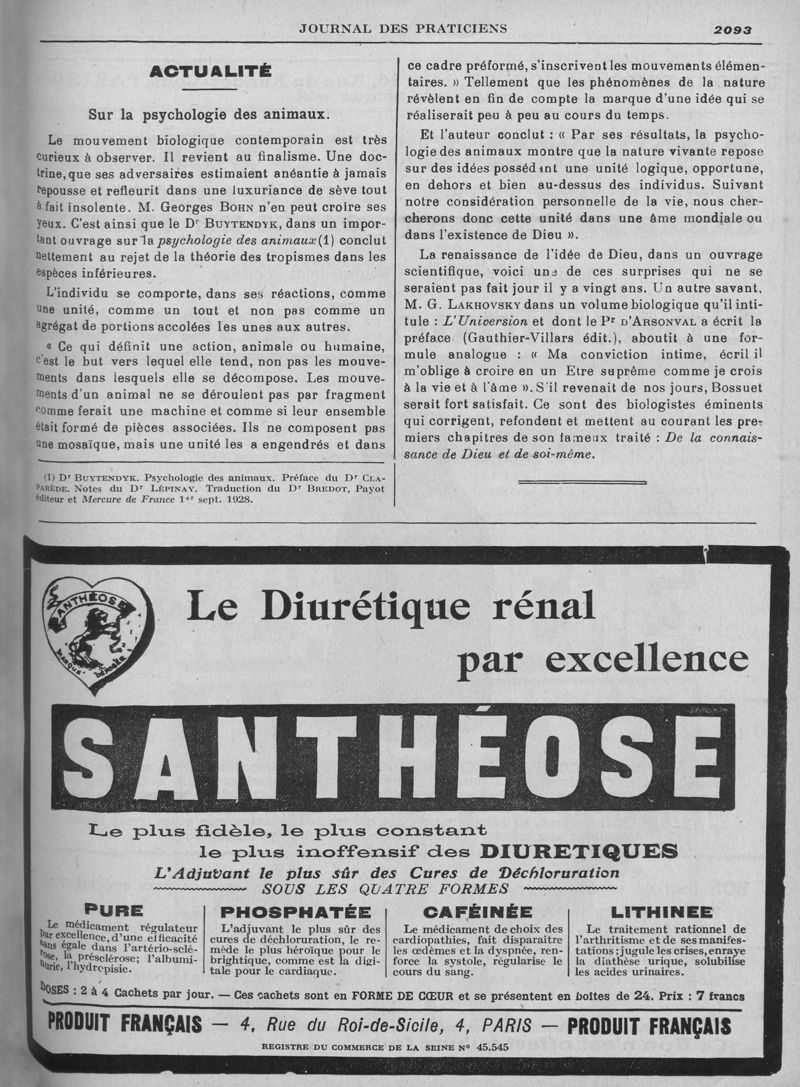 JOURNAL DES PRATICIENS
2093
ACTUALITÉ
Sur la psychologie des animaux.
Le mouvement biologique contemporain est très
curieux à observer. Il revient au finalisme. Une doc-
trine, que ses adversaires estimaient anéantie à jamais
repousse et refleurit dans une luxuriance de sève tout
à fait insolente. M. Georges BOHN n'en peut croire ses
yeux. C'est ainsi que le Dr BUYTENDYK, dans un impor-
tant ouvrage sur la psychologie des animaux (1) conclut
nettement au rejet de la théorie des tropismes dans les
espèces inférieures.
L'individu se comporte, dans ses réactions, comme
une unité, comme un tout et non pas comme un
agrégat de portions accolées les unes aux autres.
« Ce qui définit une action, animale ou humaine,
c'est le but vers lequel elle tend, non pas les mouve-
ments dans lesquels elle se décompose. Les mouve-
ments d'un animal ne se déroulent pas par fragment
comme ferait une machine et comme si leur ensemble
était formé de pièces associées. Ils ne composent pas
une mosaïque, mais une unité les a engendrés et dans
(1) Dr BUYTENDYK. Psychologie des animaux. Préface du Dr CLA-
PARÈDE. Notes du Dr LÉPINAY. Traduction du Dr BREDOT, Payot
éditeur et Mercure de France 1er sept. 1928.
ce cadre préformé, s'inscrivent les mouvements élémen-
taires. » Tellement que les phénomènes de la nature
révèlent en fin de compte la marque d'une idée qui se
réaliserait peu à peu au cours du temps.
Et l'auteur conclut : « Par ses résultats, la psycho-
logie des animaux montre que la nature vivante repose
sur des idées possédant une unité logique, opportune,
en dehors et bien au-dessus des individus. Suivant
notre considération personnelle de la vie, nous cher-
cherons donc cette unité dans une âme mondiale ou
dans l'existence de Dieu ».
La renaissance de l'idée de Dieu, dans un ouvrage
scientifique, voici une de ces surprises qui ne se
seraient pas fait jour il y a vingt ans. Un autre savant,
M. G. LAKHOVSKY dans un volume biologique qu'il inti-
tule : L'Universion et dont le Pr D'ARSONVAL a écrit la
préface (Gauthier-Villars édit.), aboutit à une for-
mule analogue : « Ma conviction intime, écril il
m'oblige à croire en un Etre suprême comme je crois
à la vie et à l'âme ». S'il revenait de nos jours, Bossuet
serait fort satisfait. Ce sont des biologistes éminents
qui corrigent, refondent et mettent au courant les pre-
miers chapitres de son fameux traité : De la connais-
sance de Dieu et de soi-même.
SANTHÉOSE
MARQUE DÉPOSÉE
Le Diurétique rénal
par excellence
SANTHÉOSE
Le plus fidèle, le plus constant
le plus inoffensif des DIURETIQUES
L'Adjuvant le plus sûr des Cures de Déchloruration
SOUS LES QUATRE FORMES
PURE
Le médicament régulateur
par excellence, d'une efficacité
sans égale dans l'artério-sclé-
rose, la présclérose; l'albumi-
nurie, l'hydropisie.
PHOSPHATÉE
L'adjuvant le plus sûr des
cures de déchloruration, le re-
mède le plus héroïque pour le
brightique, comme est la digi-
tale pour le cardiaque.
CAFÉINÉE
Le médicament de choix des
cardiopathies, fait disparaitre
les œdèmes et la dyspnée, ren-
force la systole, régularise le
cours du sang.
LITHINEE
Le traitement rationnel de
l'arthritisme et de ses manifes-
tations; jugule les crises, enraye
la diathèse urique, solubilise
les acides urinaires.
DOSES : 2 à 4 Cachets par jour. — Ces cachets sont en FORME DE CŒUR et se présentent en boîtes de 24. Prix : 7 francs
PRODUIT FRANÇAIS — 4, Rue du Roi-de-Sicile, 4, PARIS — PRODUIT FRANÇAIS
REGISTRE DU COMMERCE DE LA SEINE N° 45.545